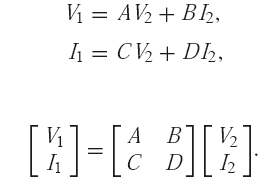 V₁ = AV₂ + BI₂,
I₁ = CV₂ + DI₂,
[V₁ I₁] = [A B C D] [V₂ I₂].